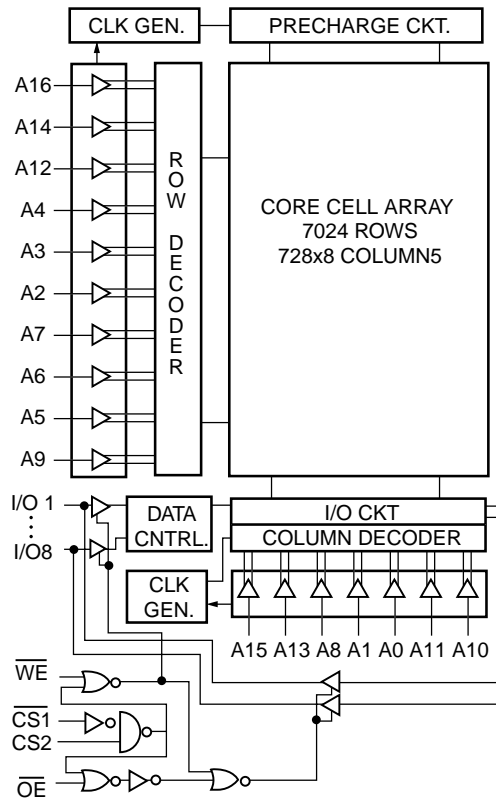 CLK GEN.
PRECHARGE CKT.
A16
A14
A12
A4
A3
A2
A7
A6
A5
A9
ROW DECODER
CORE CELL ARRAY
7024 ROWS
728x8 COLUMN5
I/O 1
I/O8
DATA
CNTRL.
I/O CKT
COLUMN DECODER
CLK
GEN.
A15 A13 A8 A1 A0 A11 A10
WE
CS1
CS2
OE